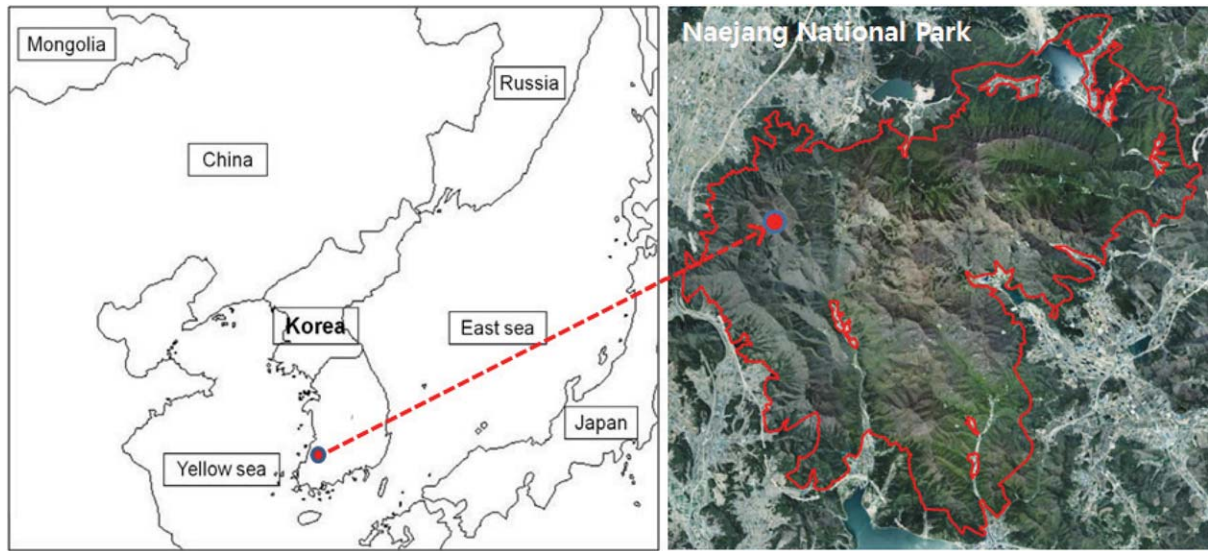 Mongolia
Russia
China
Korea
East sea
Japan
Yellow sea
Naejang National Park